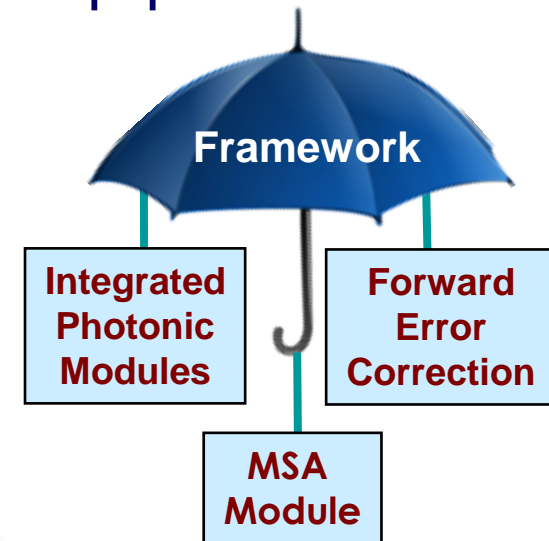 Framework
Integrated
Photonic
Modules
Forward
Error
Correction
MSA
Module